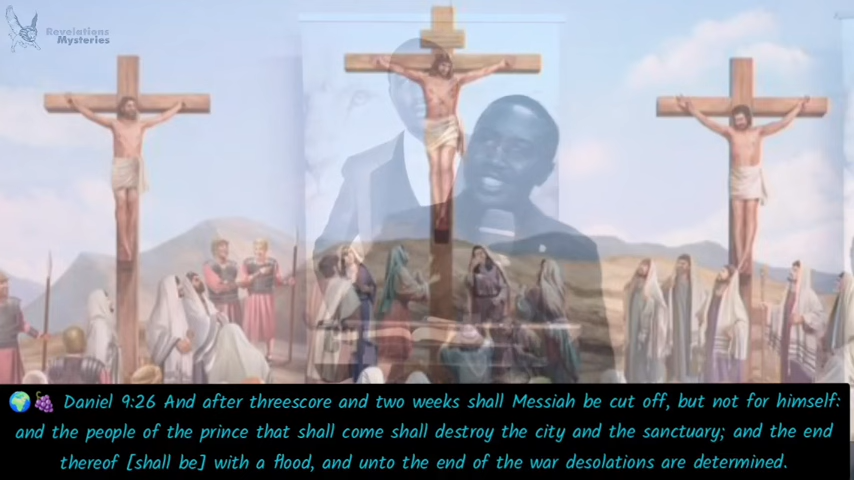 Revelations
Mysteries
🌍🍇 Daniel 9:26 And after threescore and two weeks shall Messiah be cut off, but not for himself:
and the people of the prince that shall come shall destroy the city and the sanctuary; and the end
thereof [shall be] with a flood, and unto the end of the war desolations are determined.